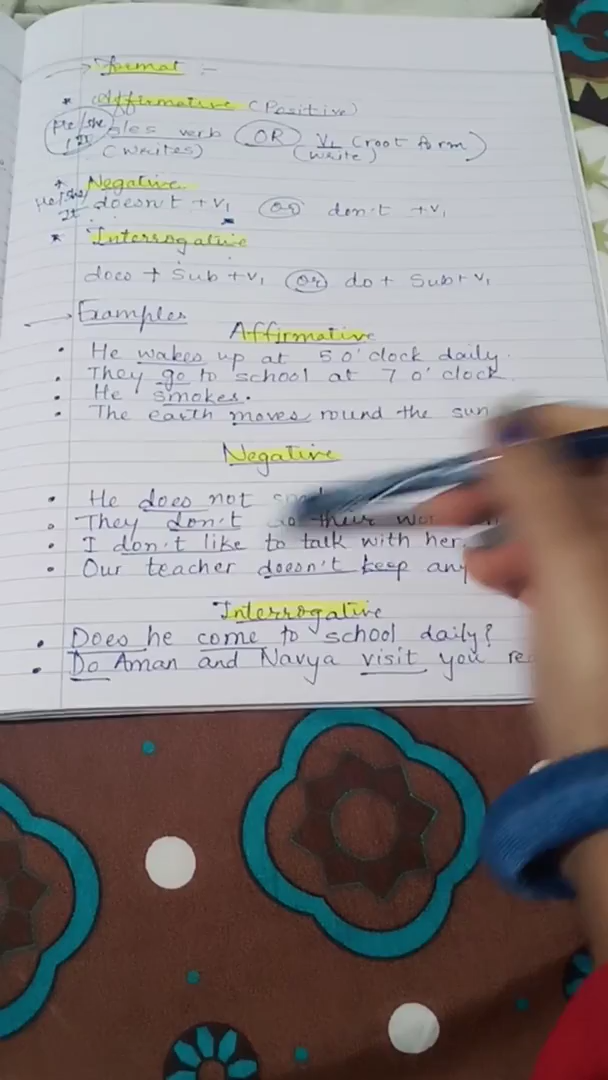 → Format :-
* Affirmative (Positive)
He/she It s/es verb OR V1 (root form)
(writes) (write)
* Negative
He/she/It doesn't + V1 OR don't + V1
* Interrogative
does + Sub + V1 OR do + Sub + V1
→ Examples
Affirmative
• He wakes up at 5 o'clock daily.
• They go to school at 7 o'clock
• He smokes.
• The earth moves round the sun
Negative
• He does not
• They don't do their
• I don't like to talk with her
• Our teacher doesn't keep
Interrogative
• Does he come to school daily?
• Do Aman and Navya visit you